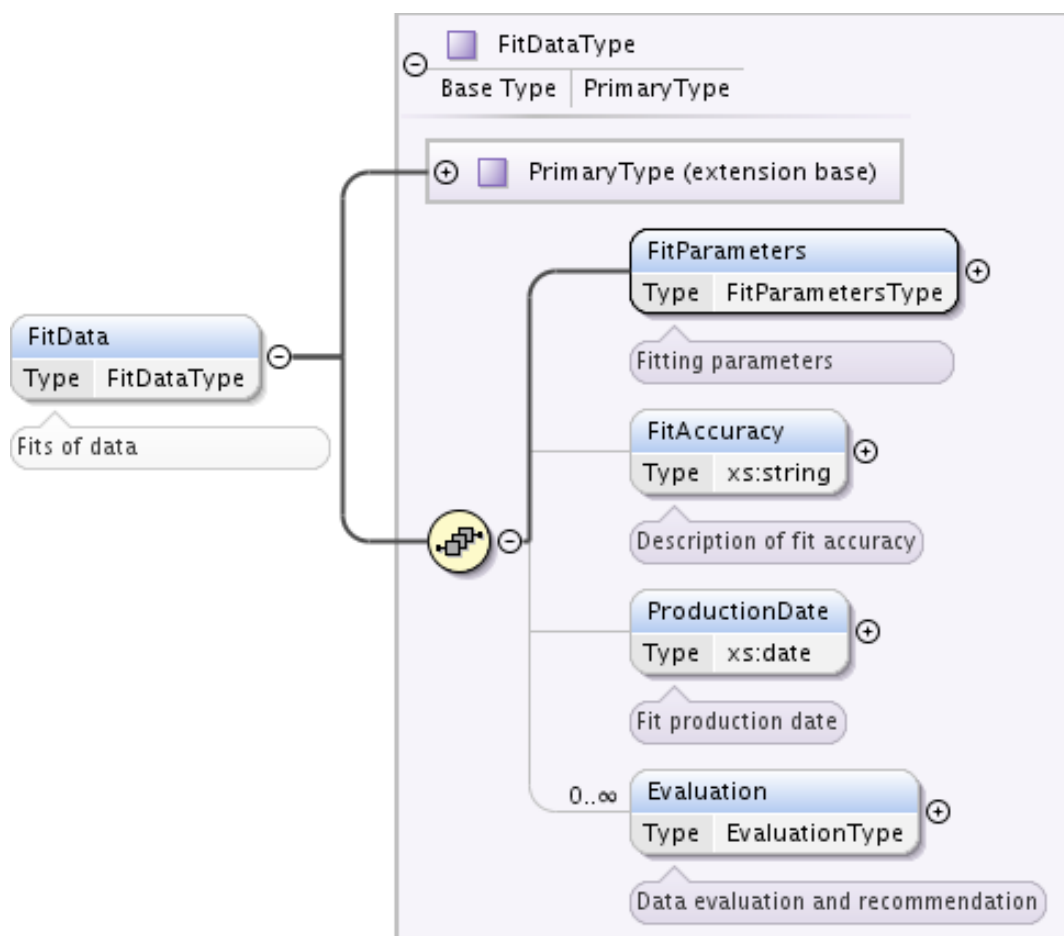 FitDataType
Base Type PrimaryType
PrimaryType (extension base)
FitParameters
Type FitParametersType
Fitting parameters
FitData
Type FitDataType
Fits of data
FitAccuracy
Type xs:string
Description of fit accuracy
ProductionDate
Type xs:date
Fit production date
0..∞
Evaluation
Type EvaluationType
Data evaluation and recommendation